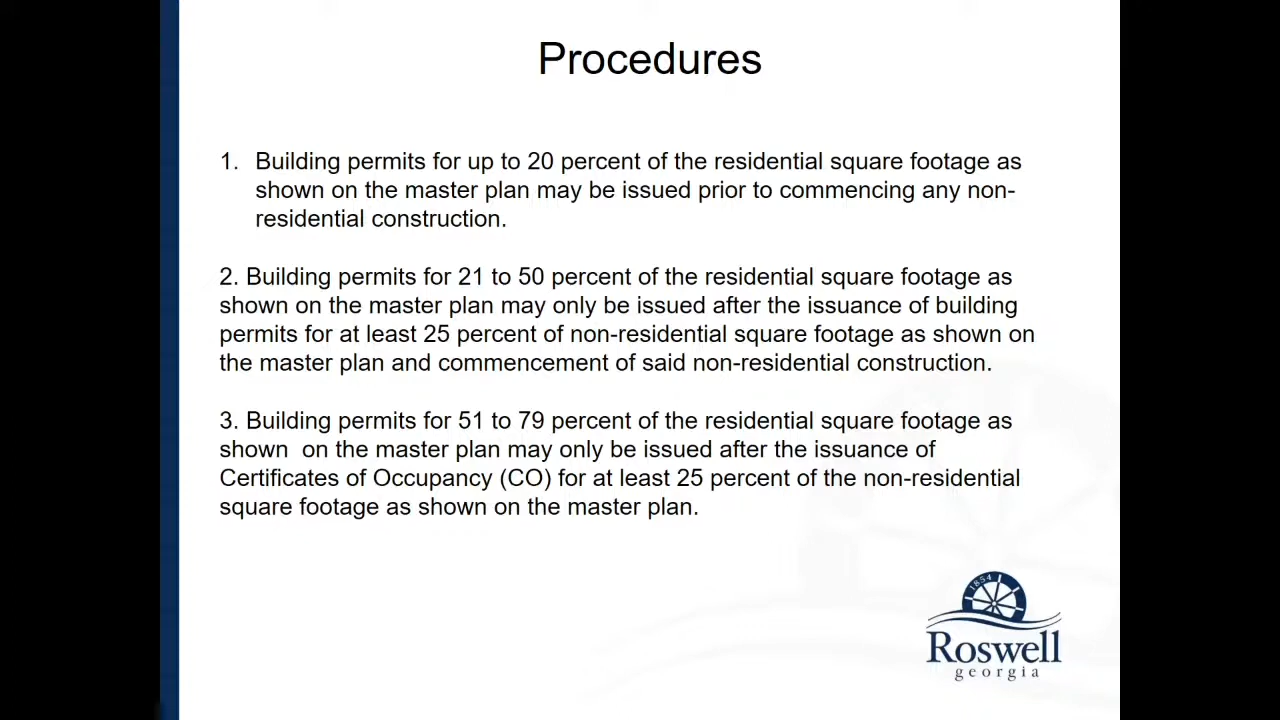 Procedures
1. Building permits for up to 20 percent of the residential square footage as
shown on the master plan may be issued prior to commencing any non-
residential construction.
2. Building permits for 21 to 50 percent of the residential square footage as
shown on the master plan may only be issued after the issuance of building
permits for at least 25 percent of non-residential square footage as shown on
the master plan and commencement of said non-residential construction.
3. Building permits for 51 to 79 percent of the residential square footage as
shown  on the master plan may only be issued after the issuance of
Certificates of Occupancy (CO) for at least 25 percent of the non-residential
square footage as shown on the master plan.
1854
Roswell
georgia